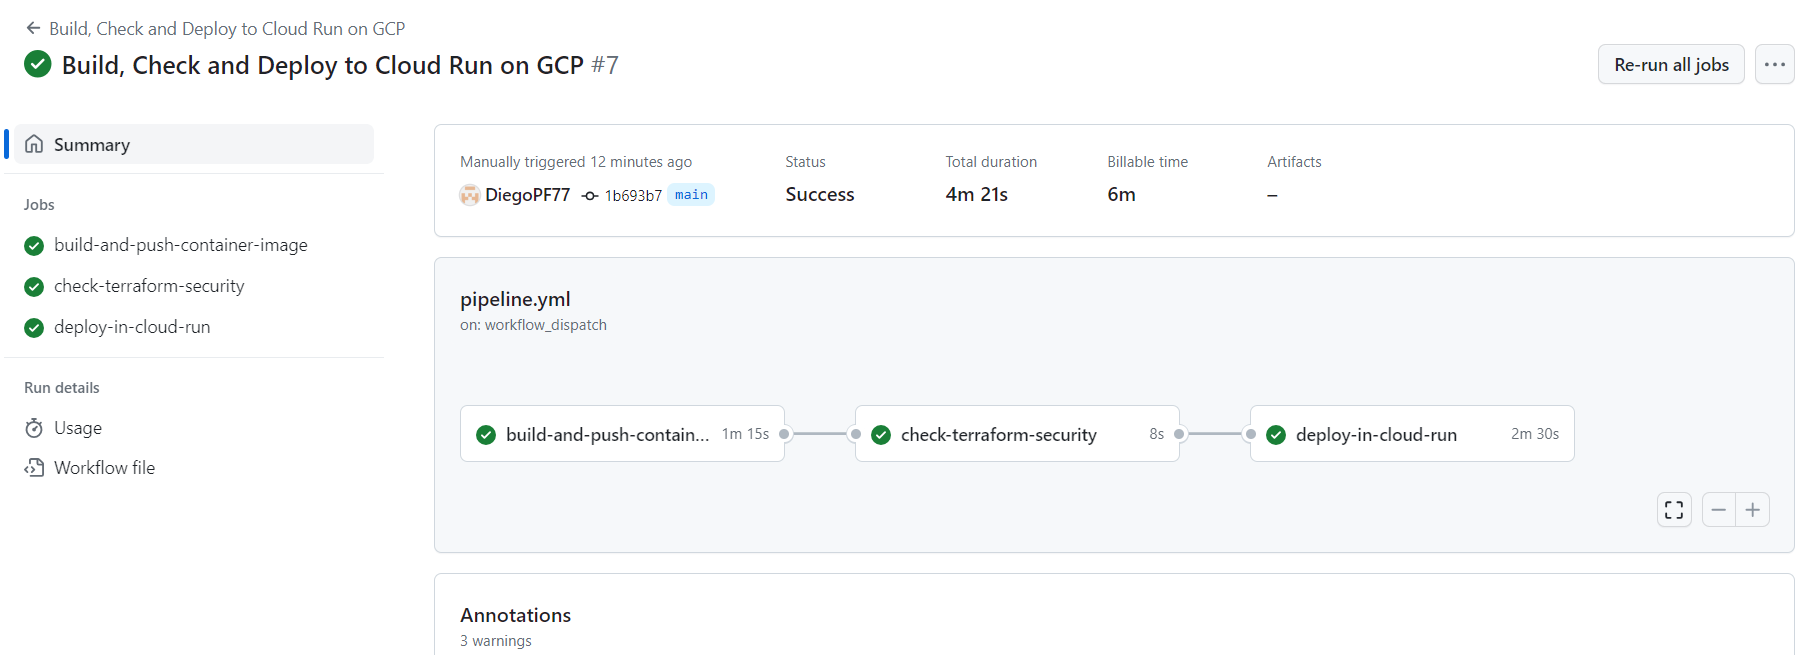 Build, Check and Deploy to Cloud Run on GCP
Build, Check and Deploy to Cloud Run on GCP #7
Re-run all jobs
Summary
Jobs
build-and-push-container-image
check-terraform-security
deploy-in-cloud-run
Run details
Usage
Workflow file
Manually triggered 12 minutes ago
DiegoPF77 1b693b7 main
Status
Success
Total duration
4m 21s
Billable time
6m
Artifacts
–
pipeline.yml
on: workflow_dispatch
build-and-push-contain... 1m 15s
check-terraform-security 8s
deploy-in-cloud-run 2m 30s
Annotations
3 warnings